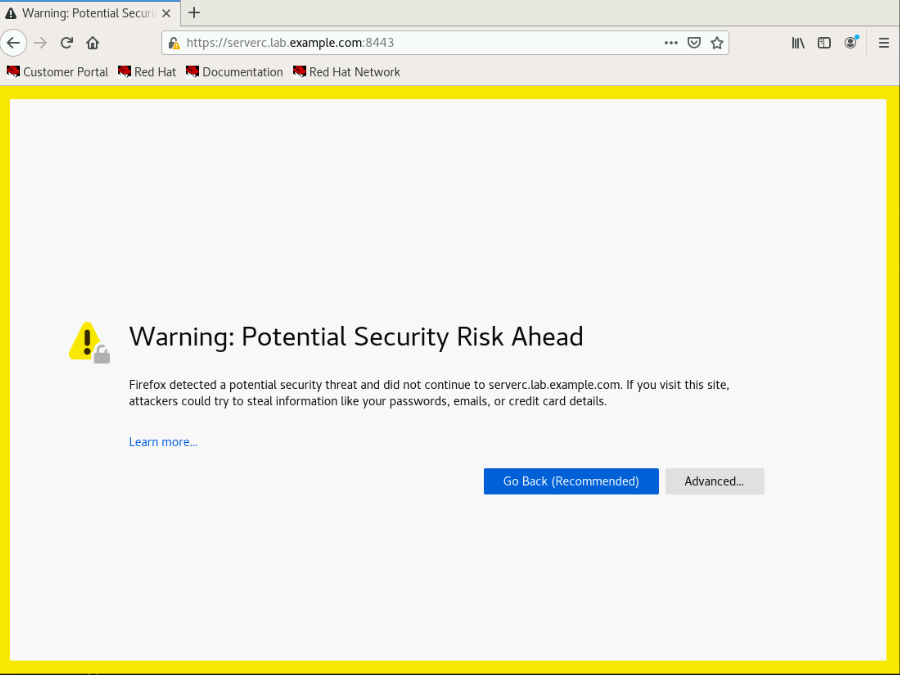 Warning: Potential Securi
https://serverc.lab.example.com:8443
Customer Portal Red Hat Documentation Red Hat Network
Warning: Potential Security Risk Ahead
Firefox detected a potential security threat and did not continue to serverc.lab.example.com. If you visit this site,
attackers could try to steal information like your passwords, emails, or credit card details.
Learn more...
Go Back (Recommended) Advanced...